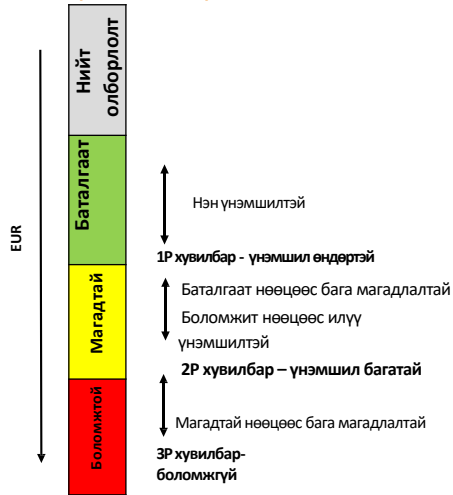 EUR
Нийт
олборлолт
Баталгаат
Нэн үнэмшилтэй
1P хувилбар - үнэмшил өндөртэй
Магадтай
Баталгаат нөөцөөс бага магадлалтай
Боломжит нөөцөөс илүү
үнэмшилтэй
2P хувилбар – үнэмшил багатай
Боломжтой
Магадтай нөөцөөс бага магадлалтай
3P хувилбар-
боломжгүй